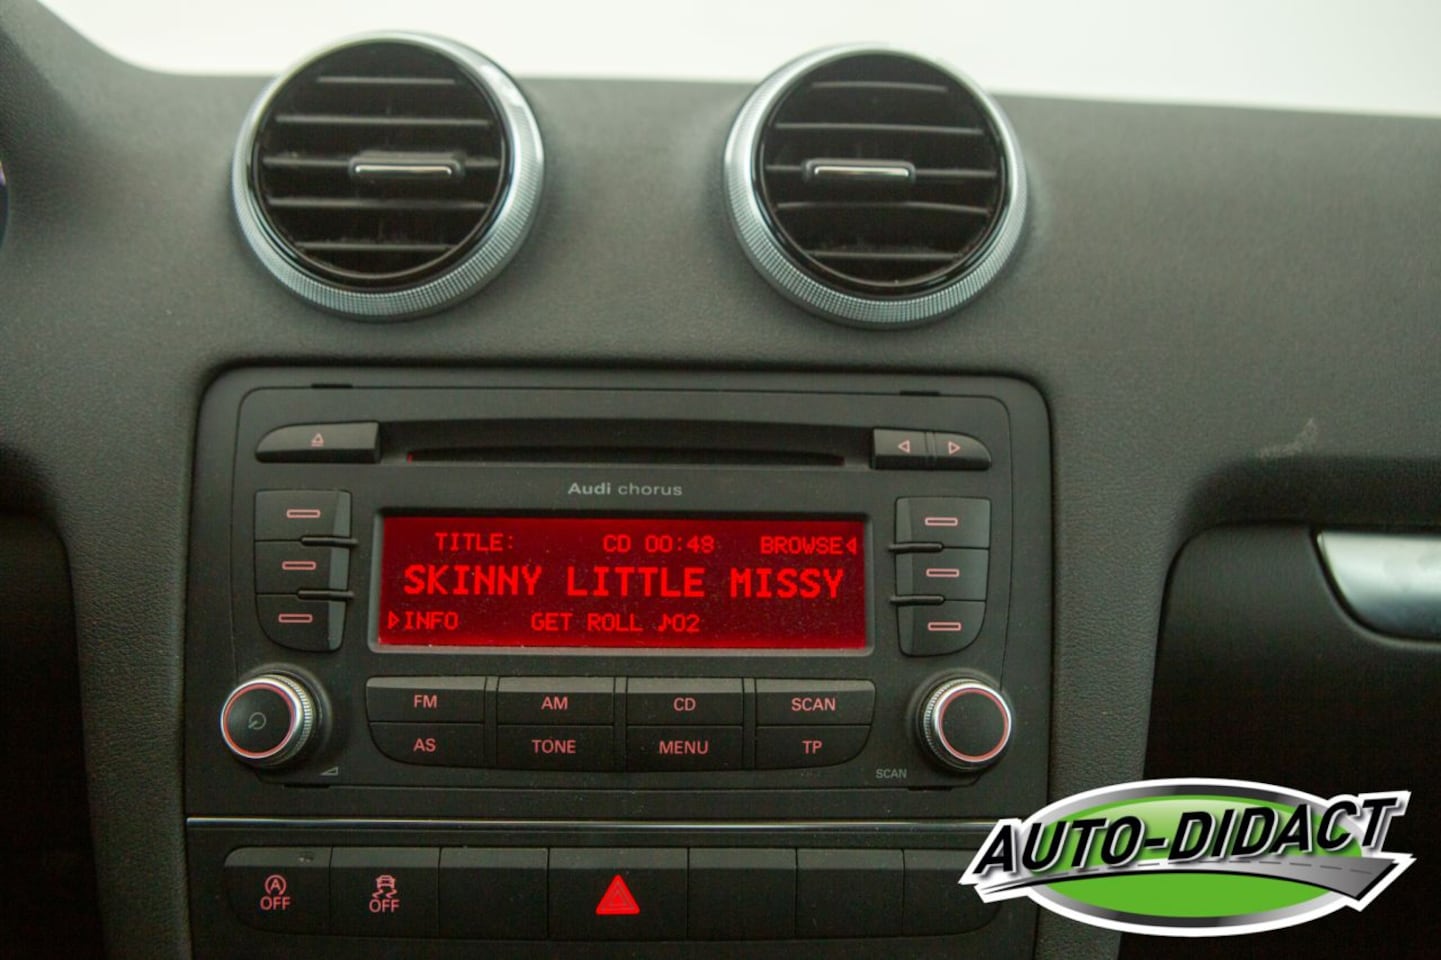 Audi chorus
TITLE: CD 00:48 BROWSE
SKINNY LITTLE MISSY
INFO GET ROLL ♪02
FM AM CD SCAN
AS TONE MENU TP
SCAN
A
OFF OFF
AUTO-DIDACT